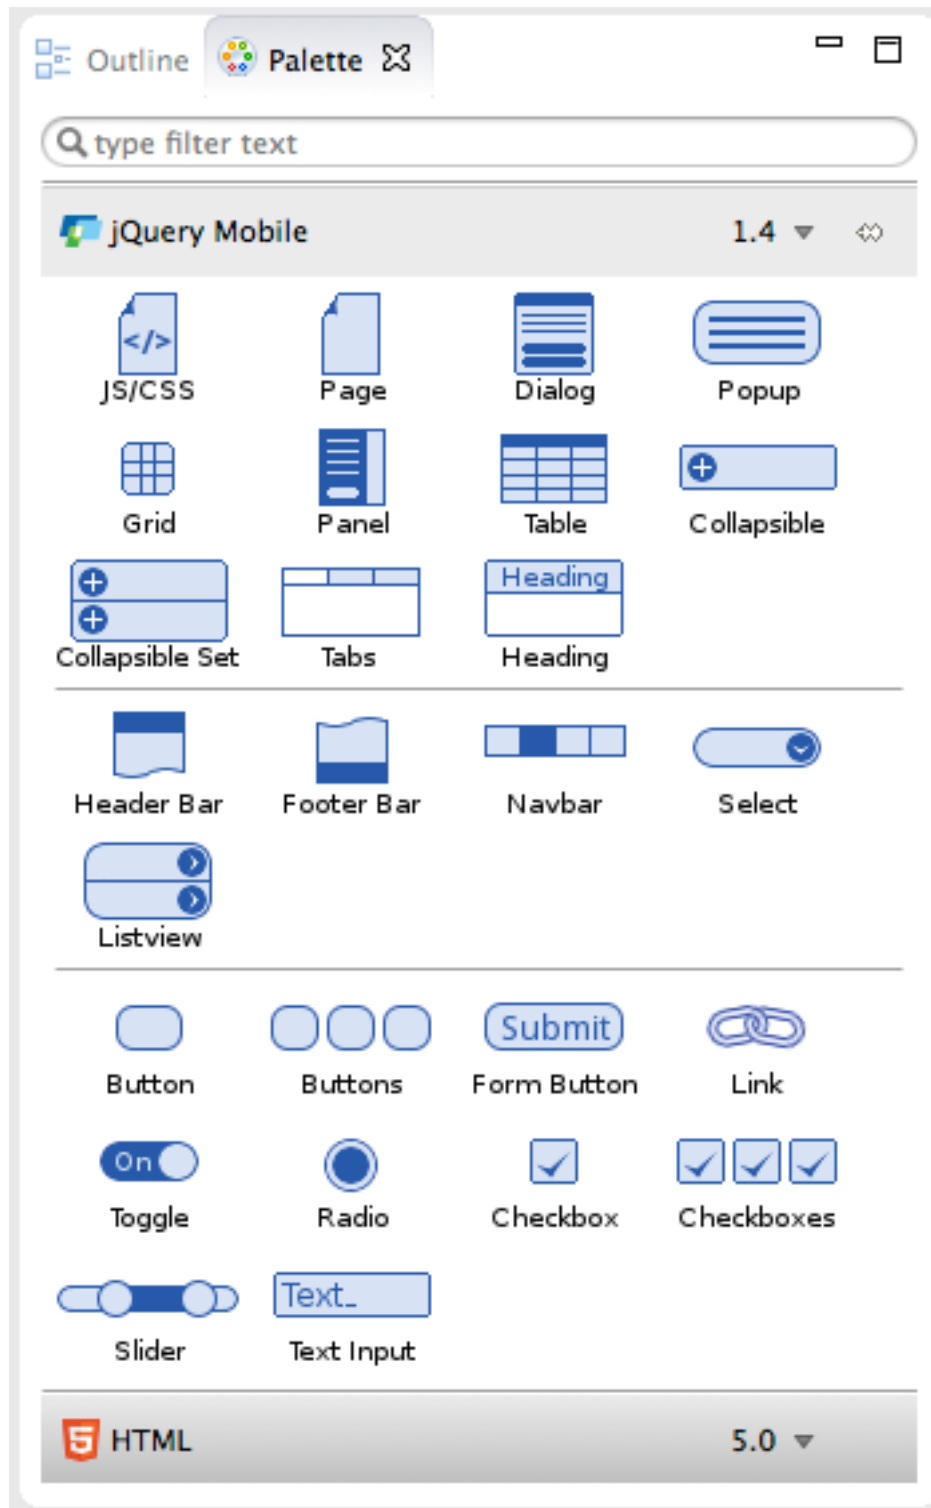 Outline Palette
type filter text
jQuery Mobile 1.4
</>
JS/CSS Page Dialog Popup
Grid Panel Table Collapsible
Heading
Collapsible Set Tabs Heading
Header Bar Footer Bar Navbar Select
Listview
Submit
Button Buttons Form Button Link
On
Toggle Radio Checkbox Checkboxes
Text_
Slider Text Input
5 HTML 5.0